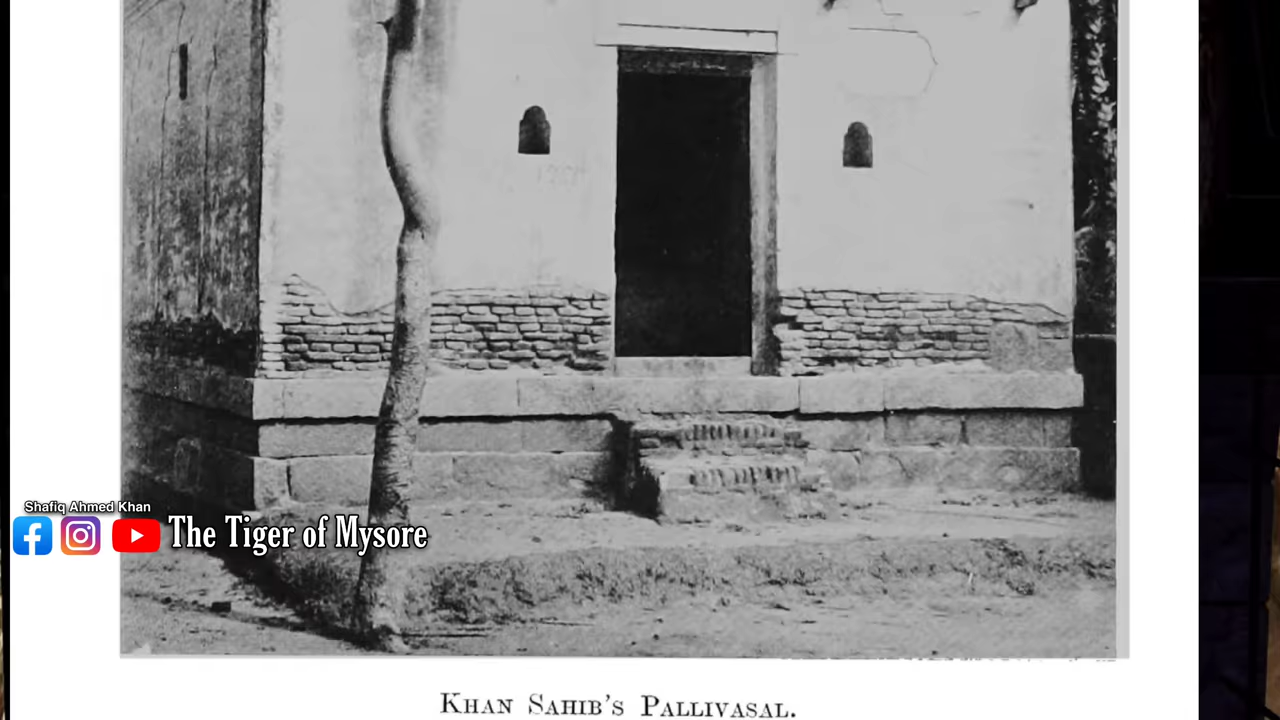 Shafiq Ahmed Khan
The Tiger of Mysore
Khan Sahib's Pallivasal.